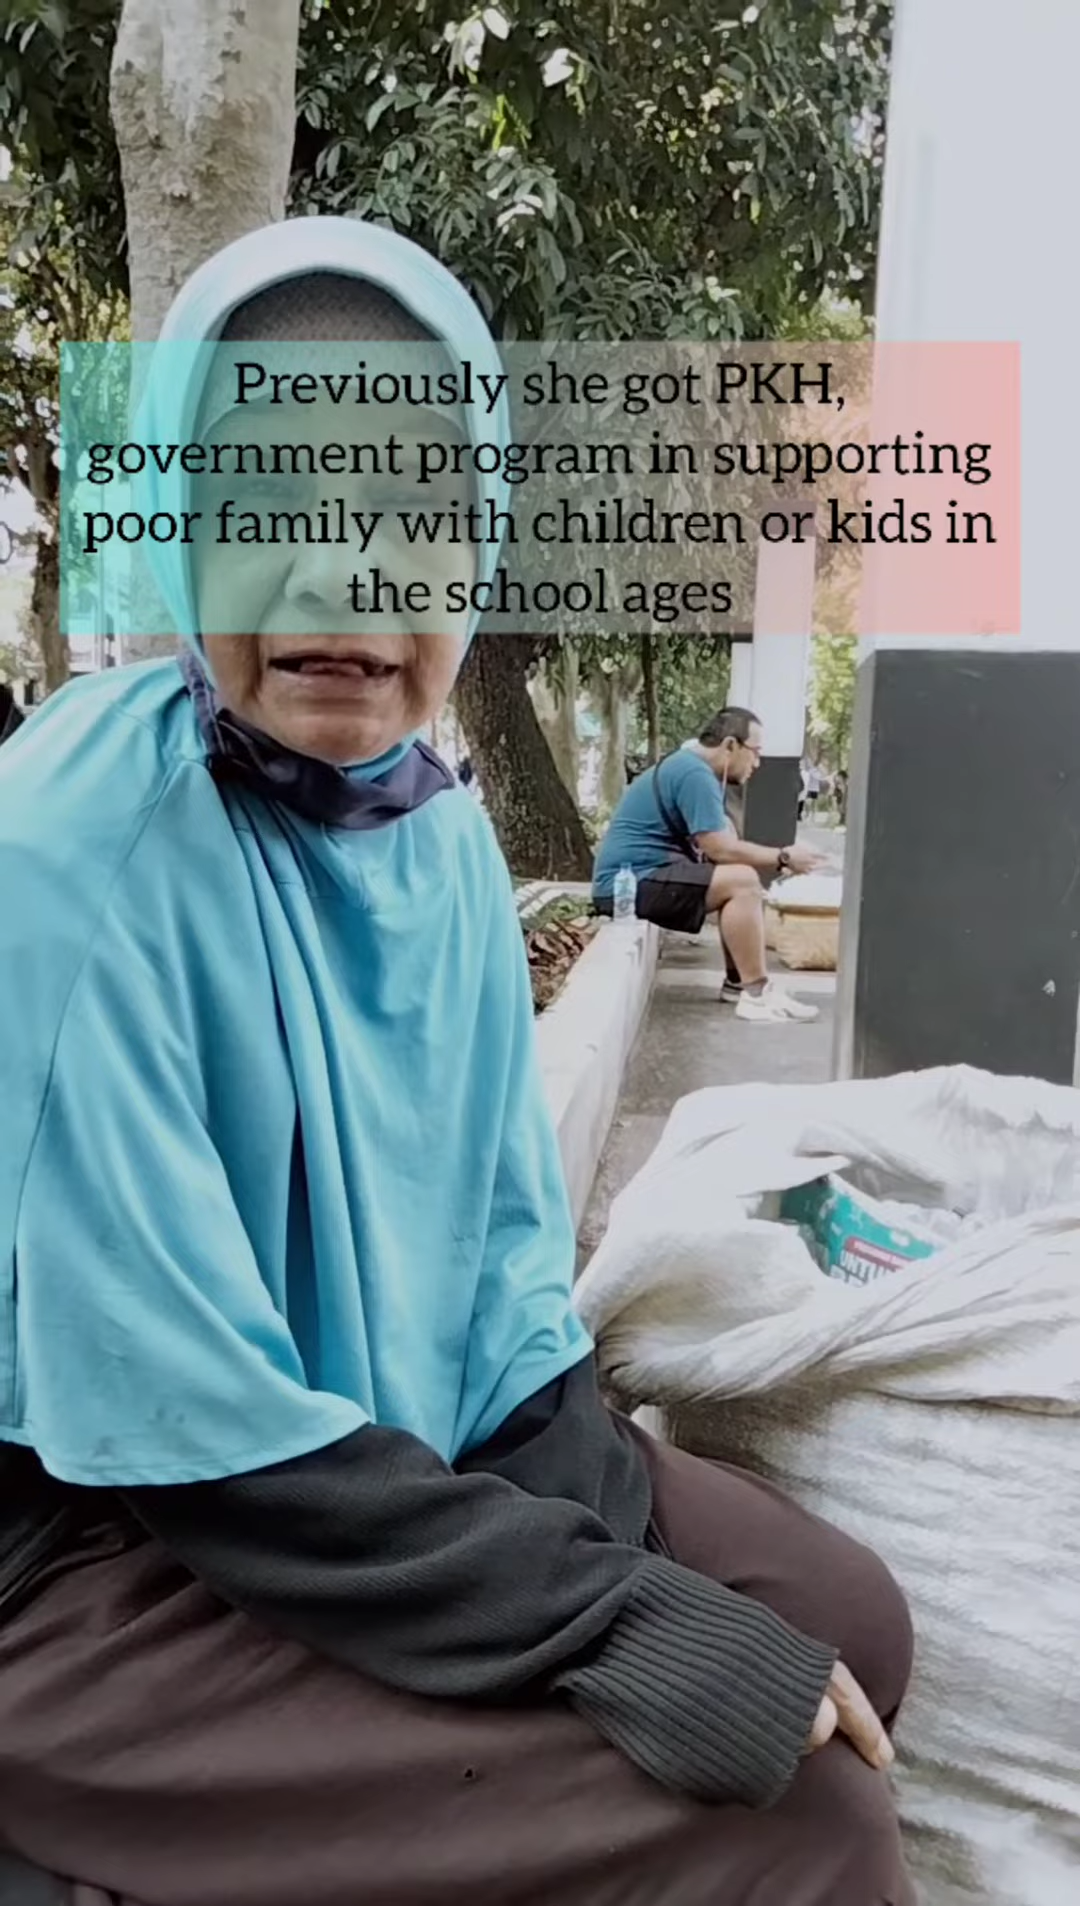 Previously she got PKH,
government program in supporting
poor family with children or kids in
the school ages